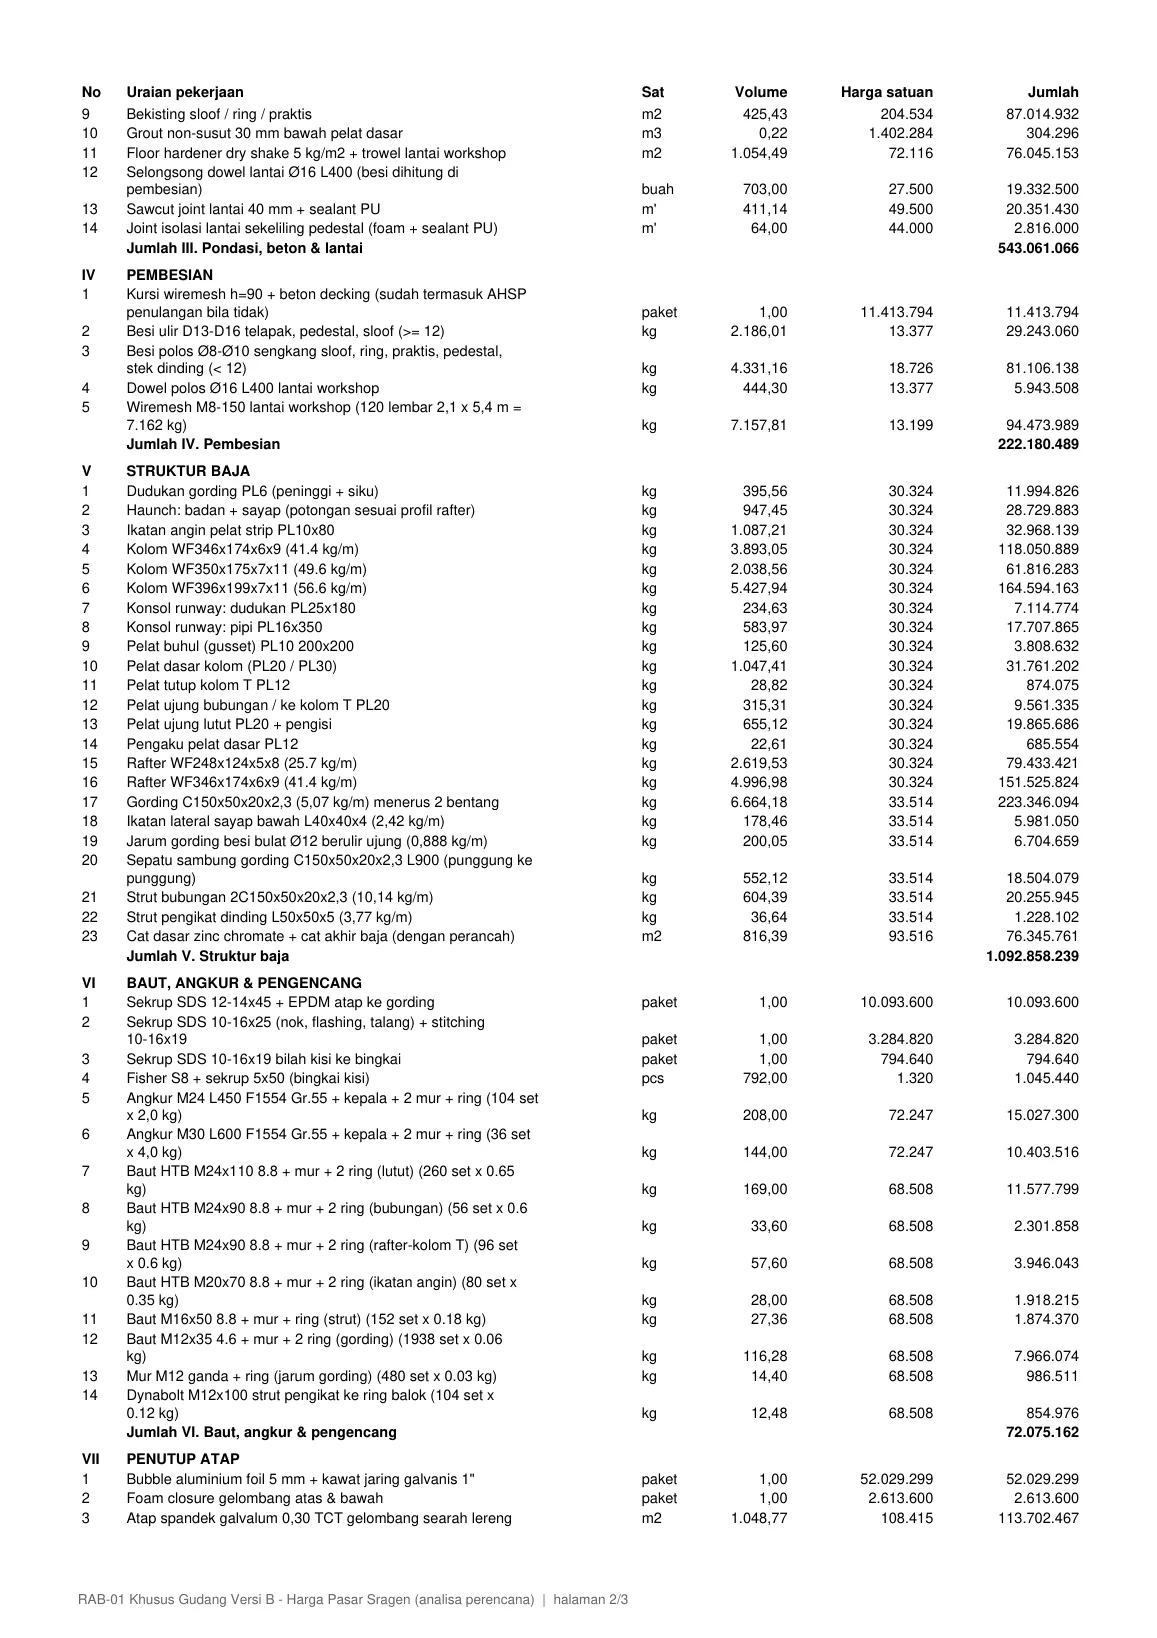 No Uraian pekerjaan Sat Volume Harga satuan Jumlah
9 Bekisting sloof / ring / praktis m2 425,43 204.534 87.014.932
10 Grout non-susut 30 mm bawah pelat dasar m3 0,22 1.402.284 304.296
11 Floor hardener dry shake 5 kg/m2 + trowel lantai workshop m2 1.054,49 72.116 76.045.153
12 Selongsong dowel lantai Ø16 L400 (besi dihitung di
pembesian) buah 703,00 27.500 19.332.500
13 Sawcut joint lantai 40 mm + sealant PU m' 411,14 49.500 20.351.430
14 Joint isolasi lantai sekeliling pedestal (foam + sealant PU) m' 64,00 44.000 2.816.000
Jumlah III. Pondasi, beton & lantai 543.061.066
IV PEMBESIAN
1 Kursi wiremesh h=90 + beton decking (sudah termasuk AHSP
penulangan bila tidak) paket 1,00 11.413.794 11.413.794
2 Besi ulir D13-D16 telapak, pedestal, sloof (>= 12) kg 2.186,01 13.377 29.243.060
3 Besi polos Ø8-Ø10 sengkang sloof, ring, praktis, pedestal,
stek dinding (< 12) kg 4.331,16 18.726 81.106.138
4 Dowel polos Ø16 L400 lantai workshop kg 444,30 13.377 5.943.508
5 Wiremesh M8-150 lantai workshop (120 lembar 2,1 x 5,4 m =
7.162 kg) kg 7.157,81 13.199 94.473.989
Jumlah IV. Pembesian 222.180.489
V STRUKTUR BAJA
1 Dudukan gording PL6 (peninggi + siku) kg 395,56 30.324 11.994.826
2 Haunch: badan + sayap (potongan sesuai profil rafter) kg 947,45 30.324 28.729.883
3 Ikatan angin pelat strip PL10x80 kg 1.087,21 30.324 32.968.139
4 Kolom WF346x174x6x9 (41.4 kg/m) kg 3.893,05 30.324 118.050.889
5 Kolom WF350x175x7x11 (49.6 kg/m) kg 2.038,56 30.324 61.816.283
6 Kolom WF396x199x7x11 (56.6 kg/m) kg 5.427,94 30.324 164.594.163
7 Konsol runway: dudukan PL25x180 kg 234,63 30.324 7.114.774
8 Konsol runway: pipi PL16x350 kg 583,97 30.324 17.707.865
9 Pelat buhul (gusset) PL10 200x200 kg 125,60 30.324 3.808.632
10 Pelat dasar kolom (PL20 / PL30) kg 1.047,41 30.324 31.761.202
11 Pelat tutup kolom T PL12 kg 28,82 30.324 874.075
12 Pelat ujung bubungan / ke kolom T PL20 kg 315,31 30.324 9.561.335
13 Pelat ujung lutut PL20 + pengisi kg 655,12 30.324 19.865.686
14 Pengaku pelat dasar PL12 kg 22,61 30.324 685.554
15 Rafter WF248x124x5x8 (25.7 kg/m) kg 2.619,53 30.324 79.433.421
16 Rafter WF346x174x6x9 (41.4 kg/m) kg 4.996,98 30.324 151.525.824
17 Gording C150x50x20x2,3 (5,07 kg/m) menerus 2 bentang kg 6.664,18 33.514 223.346.094
18 Ikatan lateral sayap bawah L40x40x4 (2,42 kg/m) kg 178,46 33.514 5.981.050
19 Jarum gording besi bulat Ø12 berulir ujung (0,888 kg/m) kg 200,05 33.514 6.704.659
20 Sepatu sambung gording C150x50x20x2,3 L900 (punggung ke
punggung) kg 552,12 33.514 18.504.079
21 Strut bubungan 2C150x50x20x2,3 (10,14 kg/m) kg 604,39 33.514 20.255.945
22 Strut pengikat dinding L50x50x5 (3,77 kg/m) kg 36,64 33.514 1.228.102
23 Cat dasar zinc chromate + cat akhir baja (dengan perancah) m2 816,39 93.516 76.345.761
Jumlah V. Struktur baja 1.092.858.239
VI BAUT, ANGKUR & PENGENCANG
1 Sekrup SDS 12-14x45 + EPDM atap ke gording paket 1,00 10.093.600 10.093.600
2 Sekrup SDS 10-16x25 (nok, flashing, talang) + stitching
10-16x19 paket 1,00 3.284.820 3.284.820
3 Sekrup SDS 10-16x19 bilah kisi ke bingkai paket 1,00 794.640 794.640
4 Fisher S8 + sekrup 5x50 (bingkai kisi) pcs 792,00 1.320 1.045.440
5 Angkur M24 L450 F1554 Gr.55 + kepala + 2 mur + ring (104 set
x 2,0 kg) kg 208,00 72.247 15.027.300
6 Angkur M30 L600 F1554 Gr.55 + kepala + 2 mur + ring (36 set
x 4,0 kg) kg 144,00 72.247 10.403.516
7 Baut HTB M24x110 8.8 + mur + 2 ring (lutut) (260 set x 0.65
kg) kg 169,00 68.508 11.577.799
8 Baut HTB M24x90 8.8 + mur + 2 ring (bubungan) (56 set x 0.6
kg) kg 33,60 68.508 2.301.858
9 Baut HTB M24x90 8.8 + mur + 2 ring (rafter-kolom T) (96 set
x 0.6 kg) kg 57,60 68.508 3.946.043
10 Baut HTB M20x70 8.8 + mur + 2 ring (ikatan angin) (80 set x
0.35 kg) kg 28,00 68.508 1.918.215
11 Baut M16x50 8.8 + mur + ring (strut) (152 set x 0.18 kg) kg 27,36 68.508 1.874.370
12 Baut M12x35 4.6 + mur + 2 ring (gording) (1938 set x 0.06
kg) kg 116,28 68.508 7.966.074
13 Mur M12 ganda + ring (jarum gording) (480 set x 0.03 kg) kg 14,40 68.508 986.511
14 Dynabolt M12x100 strut pengikat ke ring balok (104 set x
0.12 kg) kg 12,48 68.508 854.976
Jumlah VI. Baut, angkur & pengencang 72.075.162
VII PENUTUP ATAP
1 Bubble aluminium foil 5 mm + kawat jaring galvanis 1" paket 1,00 52.029.299 52.029.299
2 Foam closure gelombang atas & bawah paket 1,00 2.613.600 2.613.600
3 Atap spandek galvalum 0,30 TCT gelombang searah lereng m2 1.048,77 108.415 113.702.467
RAB-01 Khusus Gudang Versi B - Harga Pasar Sragen (analisa perencana) | halaman 2/3